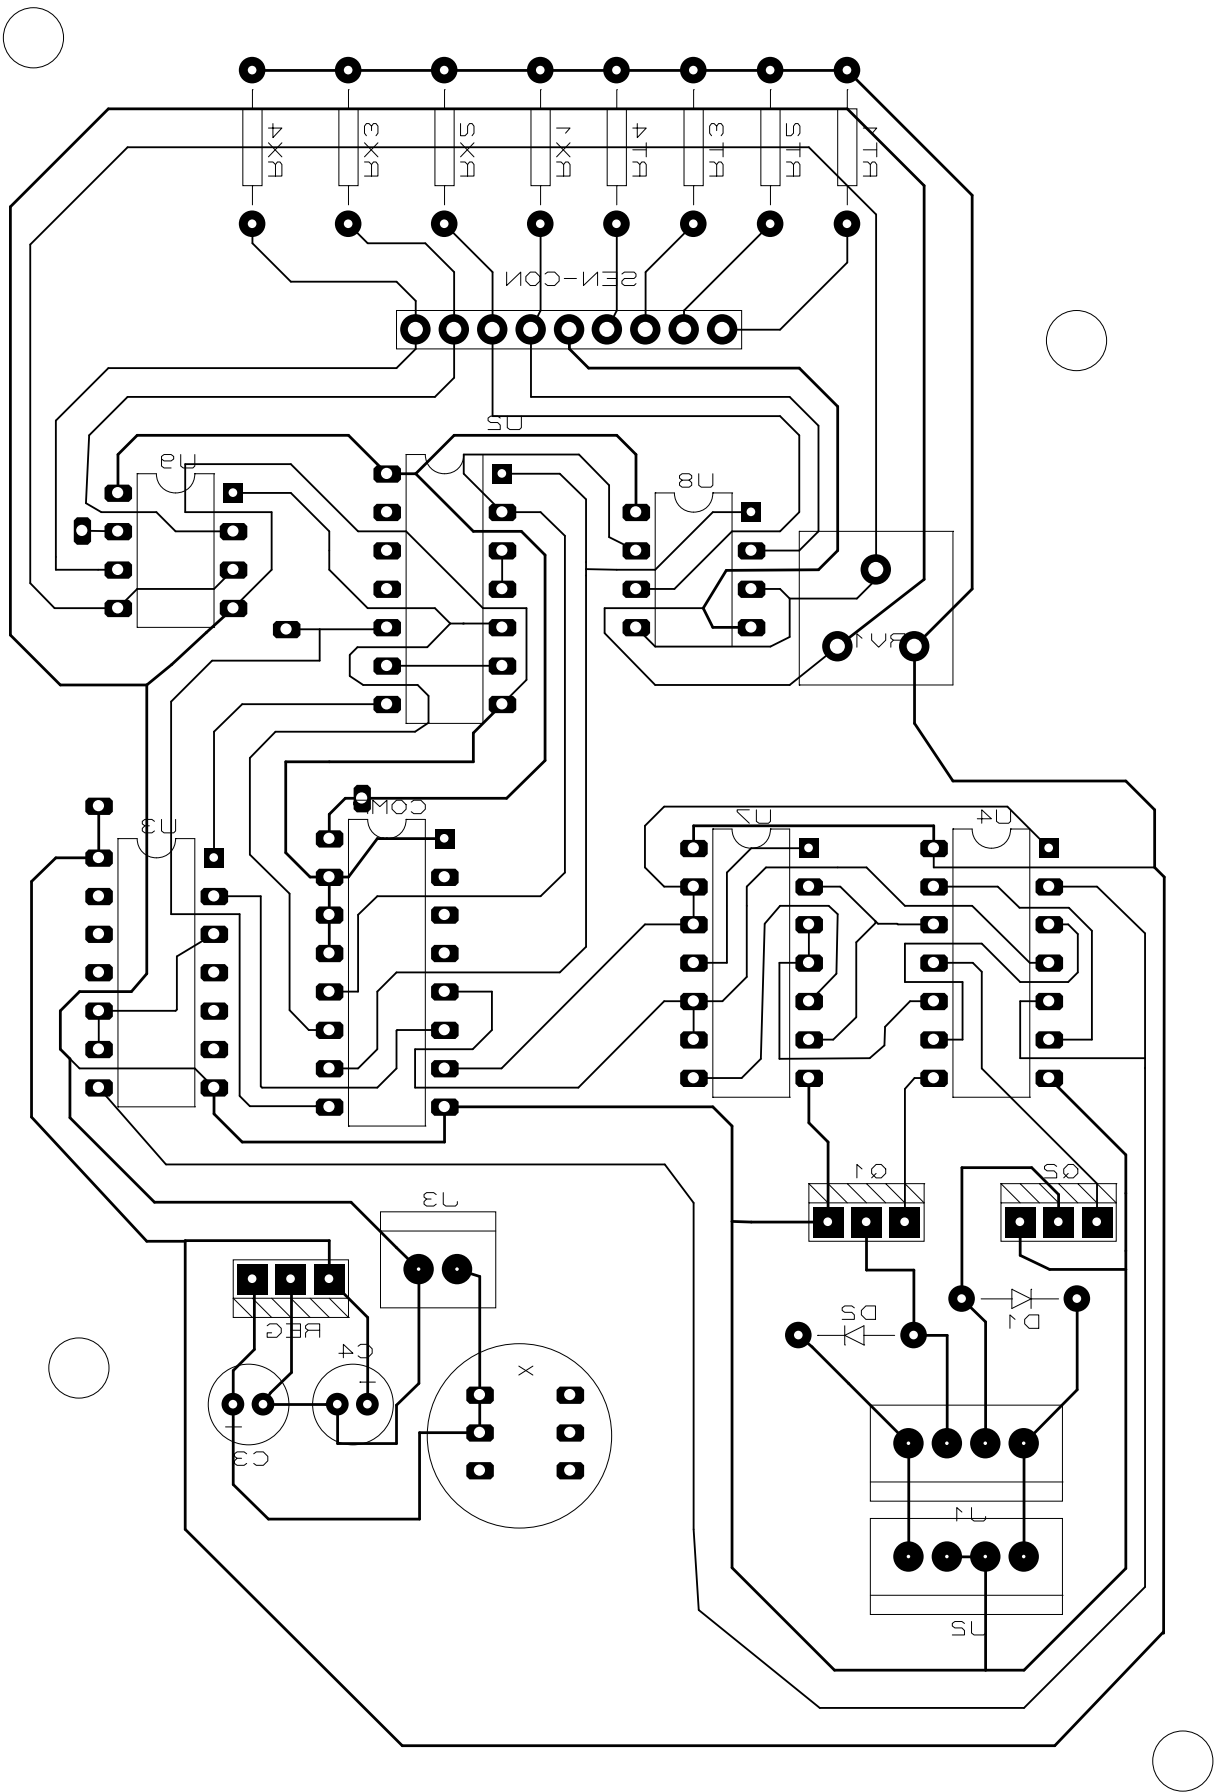 RX4
RX3
RX2
RX1
RT4
RT3
RT2
RT1
SEN-CON
U2
U9
U8
RV1
COM
U3
U7
U4
Q1
Q2
J3
REG
C4
+
D2
D1
X
+
C3
J1
J2